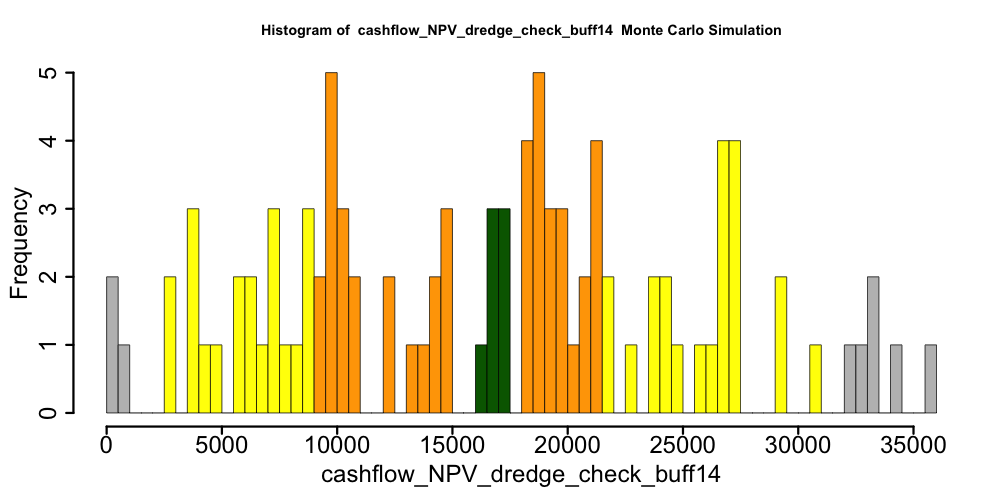 Histogram of  cashflow_NPV_dredge_check_buff14  Monte Carlo Simulation
Frequency
5
4
3
2
1
0
0 5000 10000 15000 20000 25000 30000 35000
cashflow_NPV_dredge_check_buff14